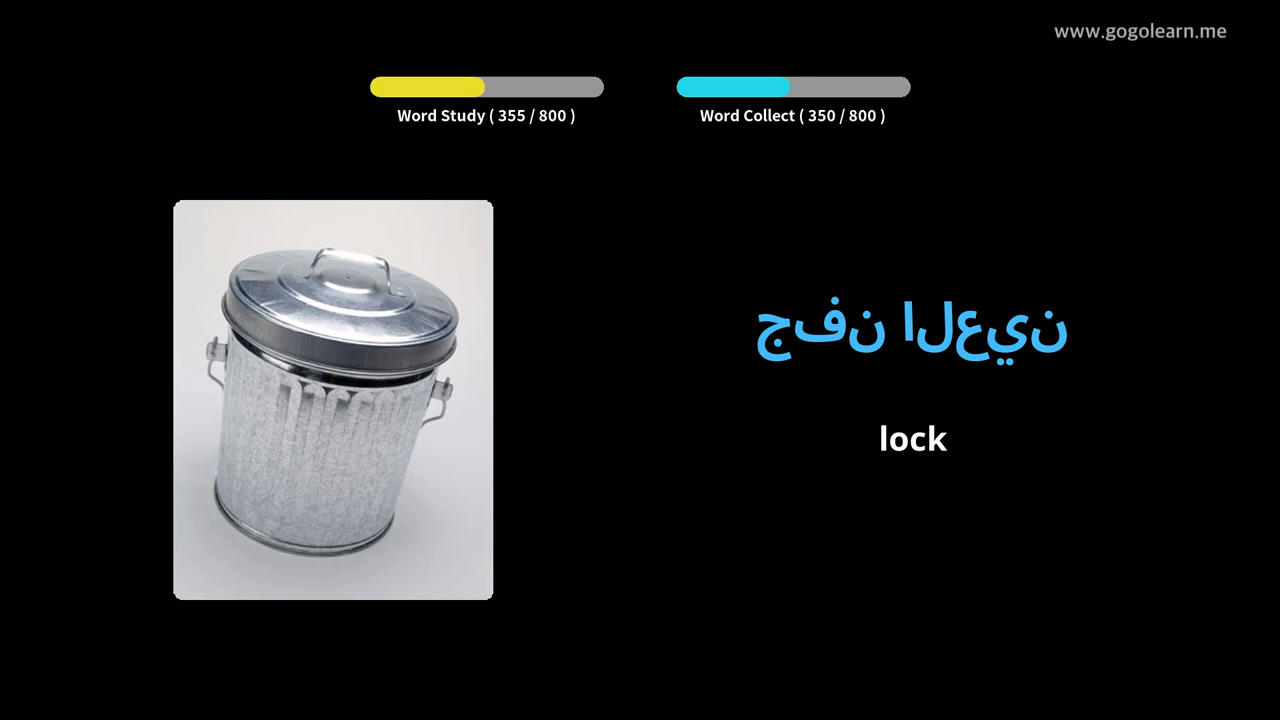 www.gogolearn.me
Word Study ( 355 / 800 )
Word Collect ( 350 / 800 )
جفن العين
lock